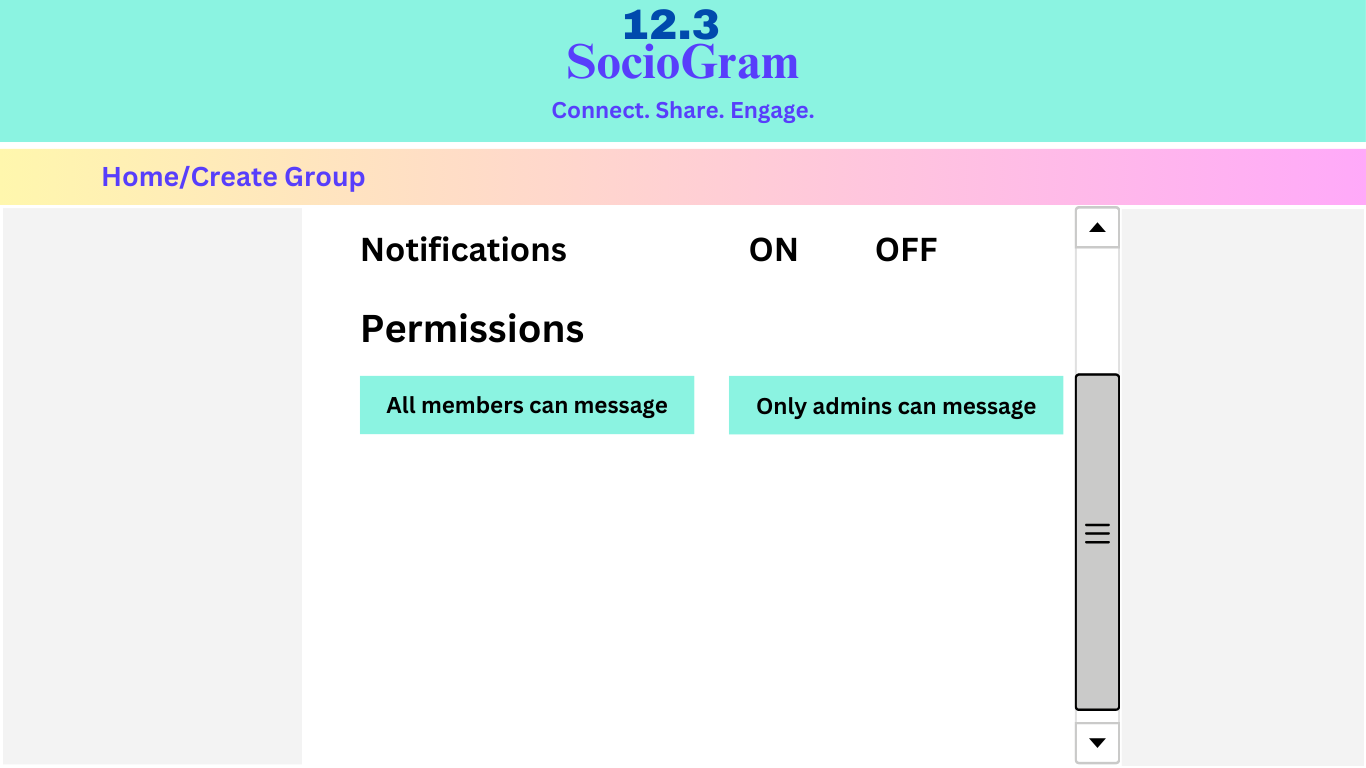 12.3
SocioGram
Connect. Share. Engage.
Home/Create Group
Notifications ON OFF
Permissions
All members can message Only admins can message